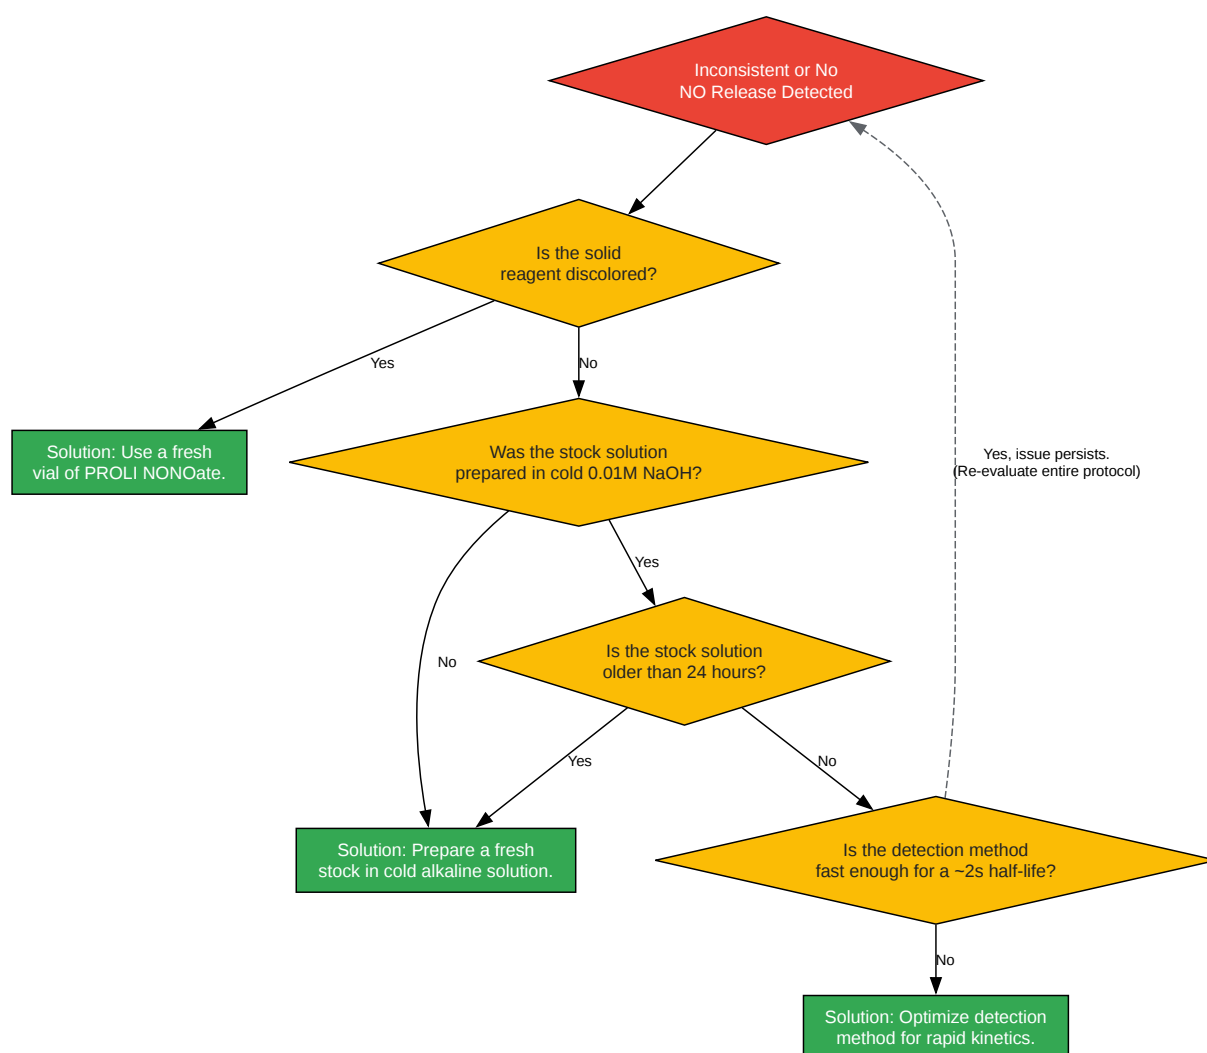 Inconsistent or No
NO Release Detected
Is the solid
reagent discolored?
Yes
No
Solution: Use a fresh
vial of PROLI NONOate.
Was the stock solution
prepared in cold 0.01M NaOH?
Yes, issue persists.
(Re-evaluate entire protocol)
Yes
No
Is the stock solution
older than 24 hours?
Yes
No
Solution: Prepare a fresh
stock in cold alkaline solution.
Is the detection method
fast enough for a ~2s half-life?
No
Solution: Optimize detection
method for rapid kinetics.